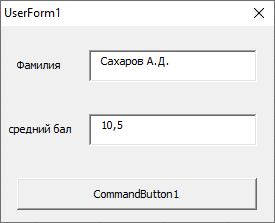 UserForm1
Фамилия
Сахаров А.Д.
средний бал
10,5
CommandButton1